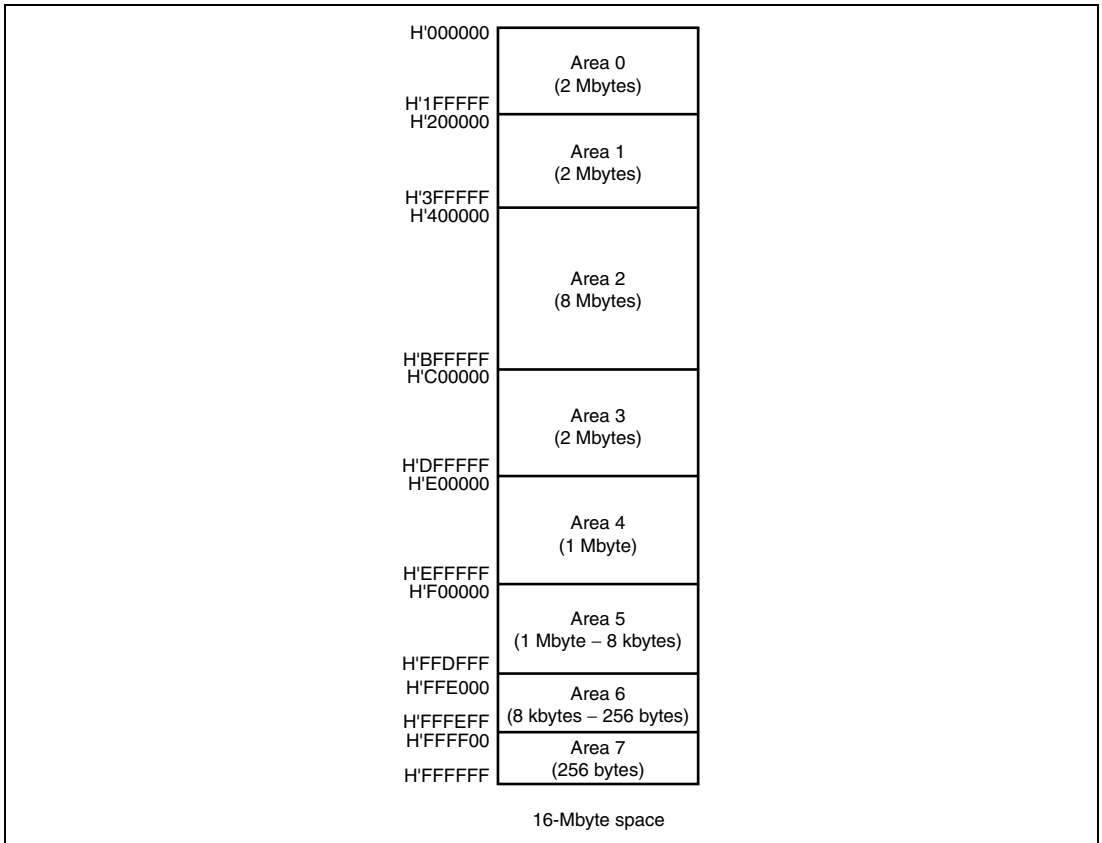 H'000000
Area 0
(2 Mbytes)
H'1FFFFF
H'200000
Area 1
(2 Mbytes)
H'3FFFFF
H'400000
Area 2
(8 Mbytes)
H'BFFFFF
H'C00000
Area 3
(2 Mbytes)
H'DFFFFF
H'E00000
Area 4
(1 Mbyte)
H'EFFFFF
H'F00000
Area 5
(1 Mbyte – 8 kbytes)
H'FFDFFF
H'FFE000
Area 6
(8 kbytes – 256 bytes)
H'FFFEFF
H'FFFF00
Area 7
(256 bytes)
H'FFFFFF
16-Mbyte space